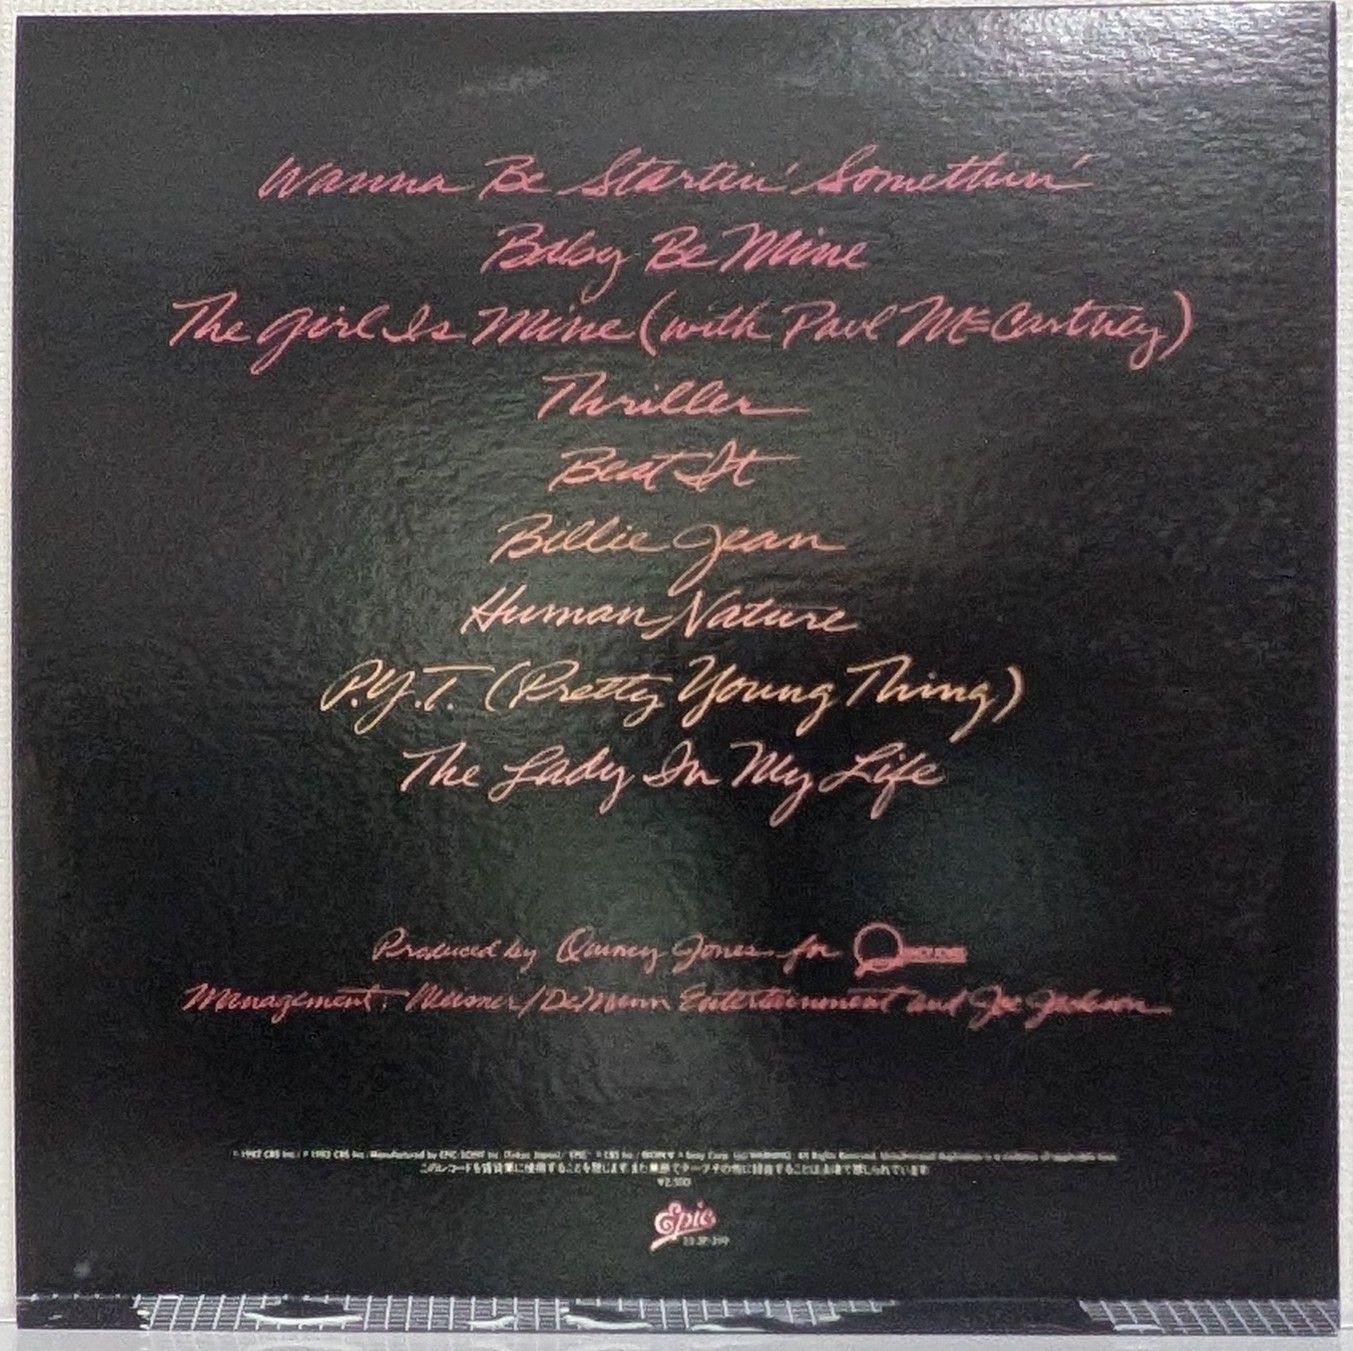 Wanna Be Startin' Somethin'
Baby Be Mine
The Girl Is Mine (with Paul McCartney)
Thriller
Beat It
Billie Jean
Human Nature
P.Y.T. (Pretty Young Thing)
The Lady In My Life
Produced by Quincy Jones for
Management: Weisner/DeMann Entertainment and Joe Jackson
Epic